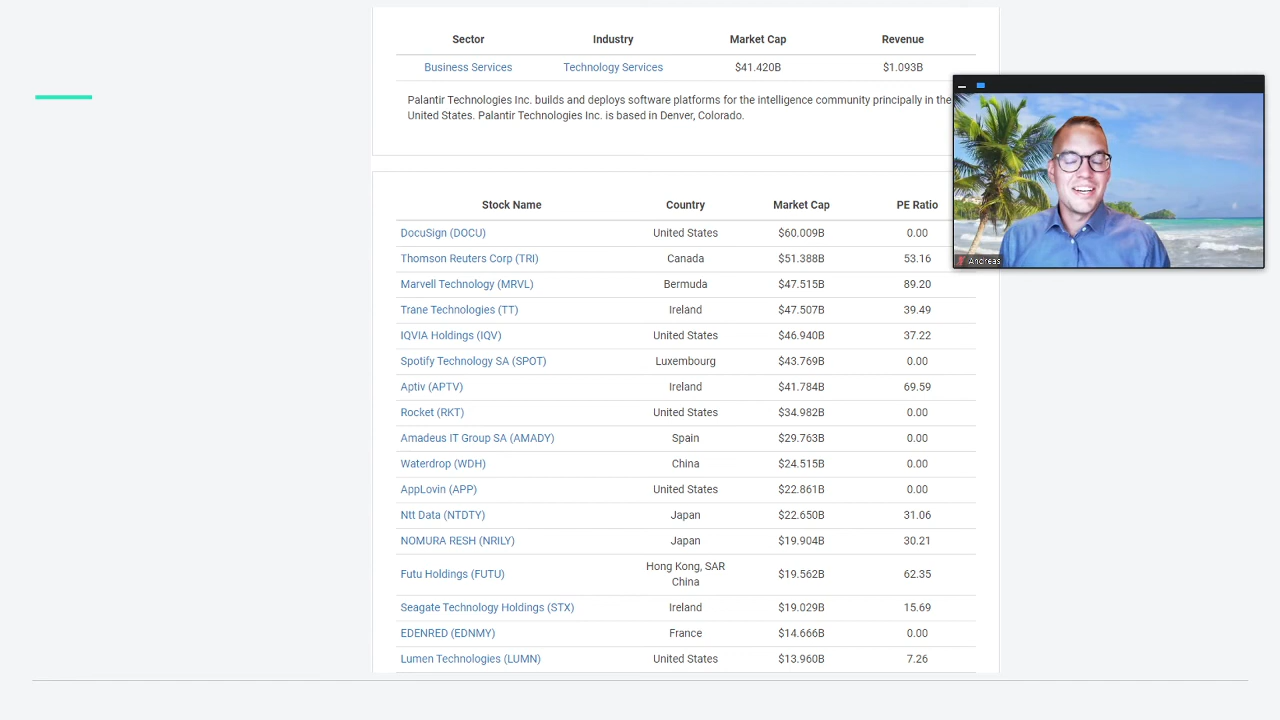 Sector Industry Market Cap Revenue
Business Services Technology Services $41.420B $1.093B
Palantir Technologies Inc. builds and deploys software platforms for the intelligence community principally in the
United States. Palantir Technologies Inc. is based in Denver, Colorado.
Stock Name Country Market Cap PE Ratio
DocuSign (DOCU) United States $60.009B 0.00
Thomson Reuters Corp (TRI) Canada $51.388B 53.16
Marvell Technology (MRVL) Bermuda $47.515B 89.20
Trane Technologies (TT) Ireland $47.507B 39.49
IQVIA Holdings (IQV) United States $46.940B 37.22
Spotify Technology SA (SPOT) Luxembourg $43.769B 0.00
Aptiv (APTV) Ireland $41.784B 69.59
Rocket (RKT) United States $34.982B 0.00
Amadeus IT Group SA (AMADY) Spain $29.763B 0.00
Waterdrop (WDH) China $24.515B 0.00
AppLovin (APP) United States $22.861B 0.00
Ntt Data (NTDTY) Japan $22.650B 31.06
NOMURA RESH (NRILY) Japan $19.904B 30.21
Futu Holdings (FUTU) Hong Kong, SAR China $19.562B 62.35
Seagate Technology Holdings (STX) Ireland $19.029B 15.69
EDENRED (EDNMY) France $14.666B 0.00
Lumen Technologies (LUMN) United States $13.960B 7.26
Andreas